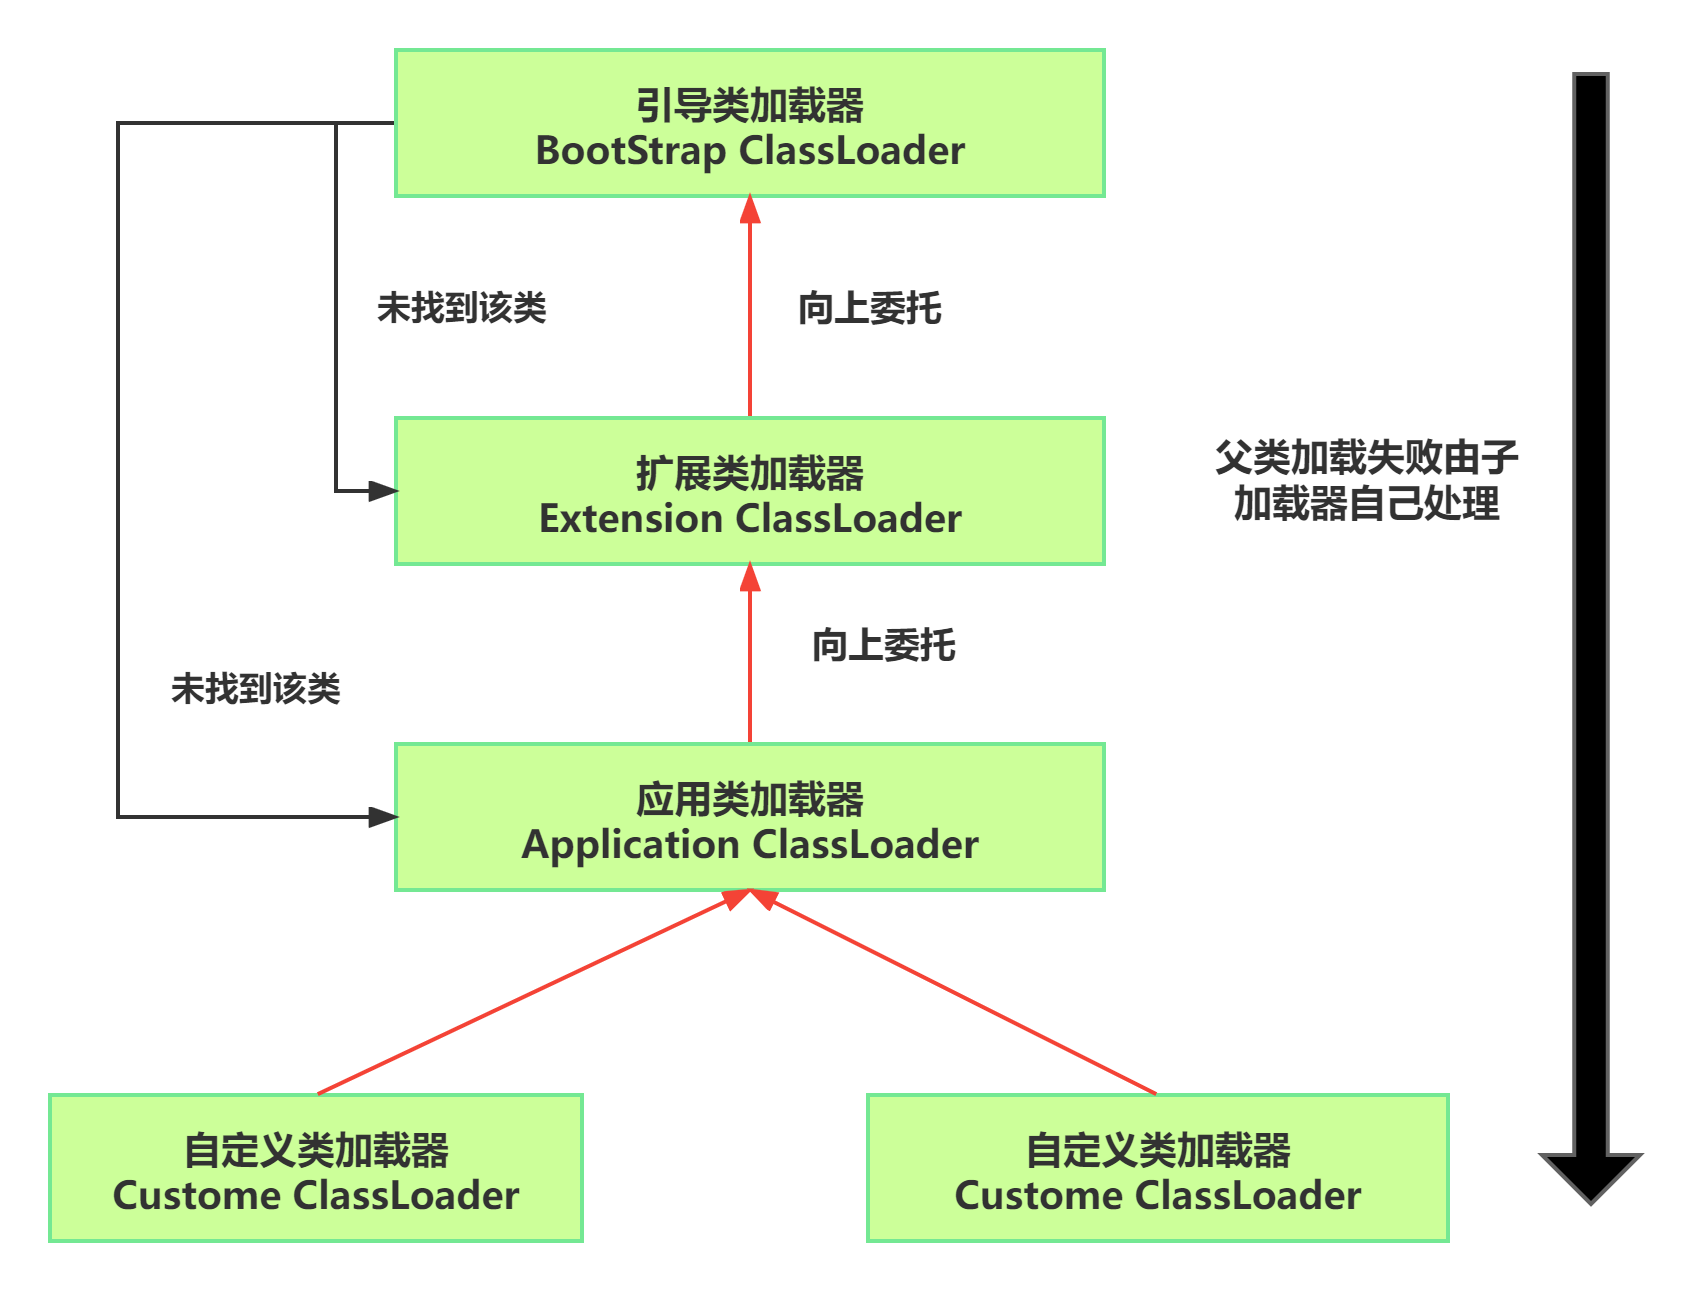 引导类加载器
BootStrap ClassLoader
未找到该类
向上委托
父类加载失败由子
加载器自己处理
扩展类加载器
Extension ClassLoader
向上委托
未找到该类
应用类加载器
Application ClassLoader
自定义类加载器
Custome ClassLoader
自定义类加载器
Custome ClassLoader